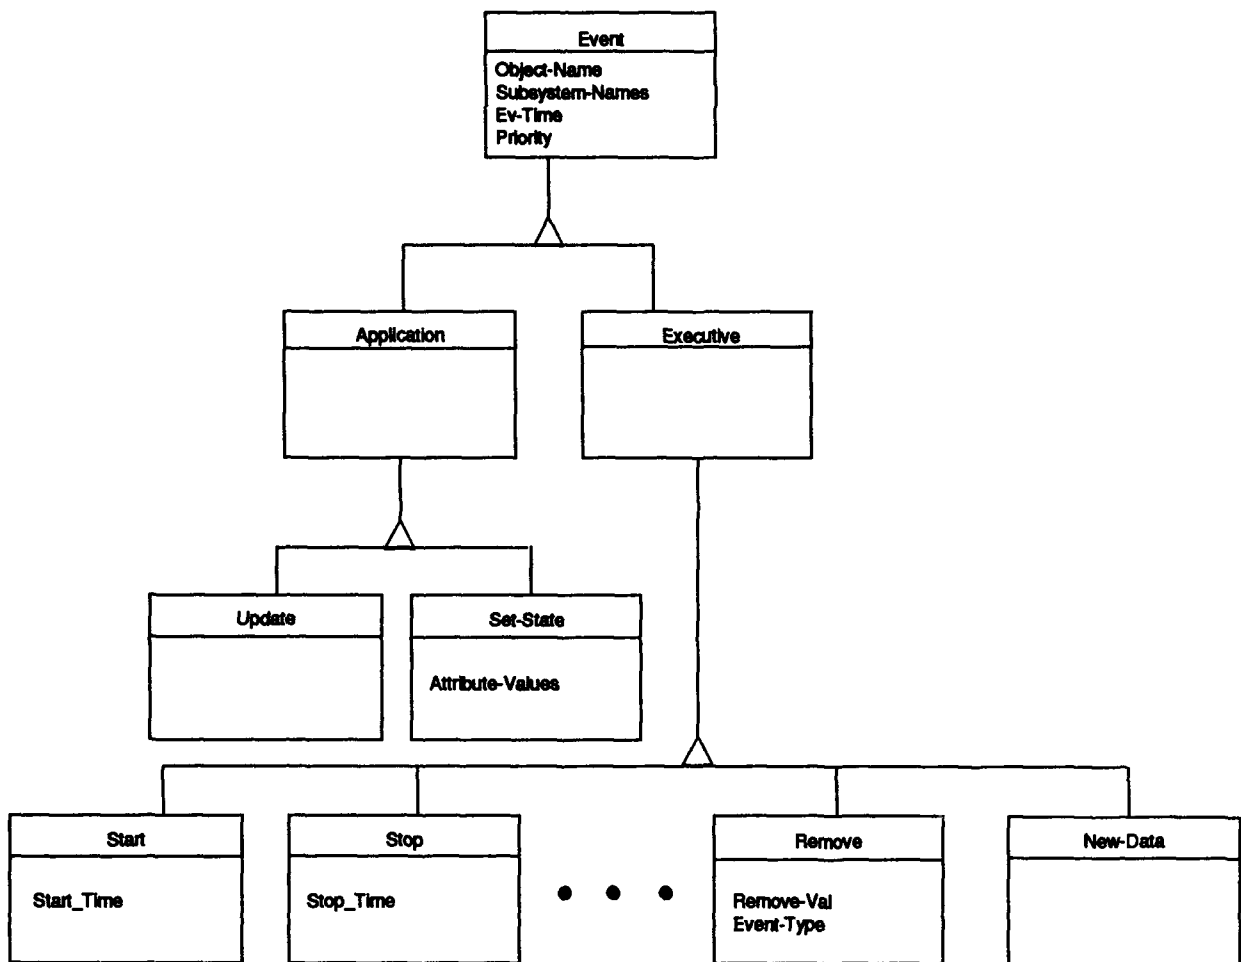 Event
Object-Name
Subsystem-Names
Ev-Time
Priority
Application
Executive
Update
Set-State
Attribute-Values
Start
Stop
Remove
New-Data
Start_Time
Stop_Time
Remove-Val
Event-Type